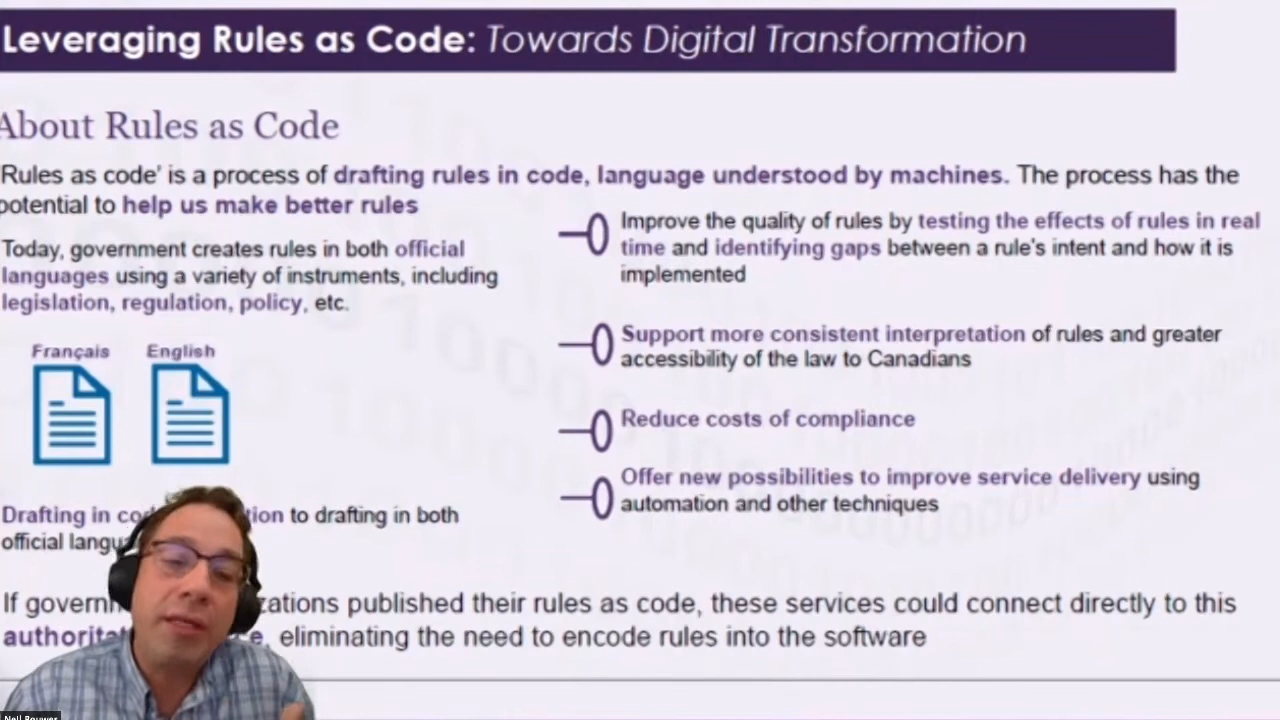 Leveraging Rules as Code: Towards Digital Transformation
About Rules as Code
Rules as code' is a process of drafting rules in code, language understood by machines. The process has the
potential to help us make better rules
Today, government creates rules in both official
languages using a variety of instruments, including
legislation, regulation, policy, etc.
Français English
Drafting in to drafting in both
official
Improve the quality of rules by testing the effects of rules in real
time and identifying gaps between a rule's intent and how it is
implemented
Support more consistent interpretation of rules and greater
accessibility of the law to Canadians
Reduce costs of compliance
Offer new possibilities to improve service delivery using
automation and other techniques
If published their rules as code, these services could connect directly to this
eliminating the need to encode rules into the software